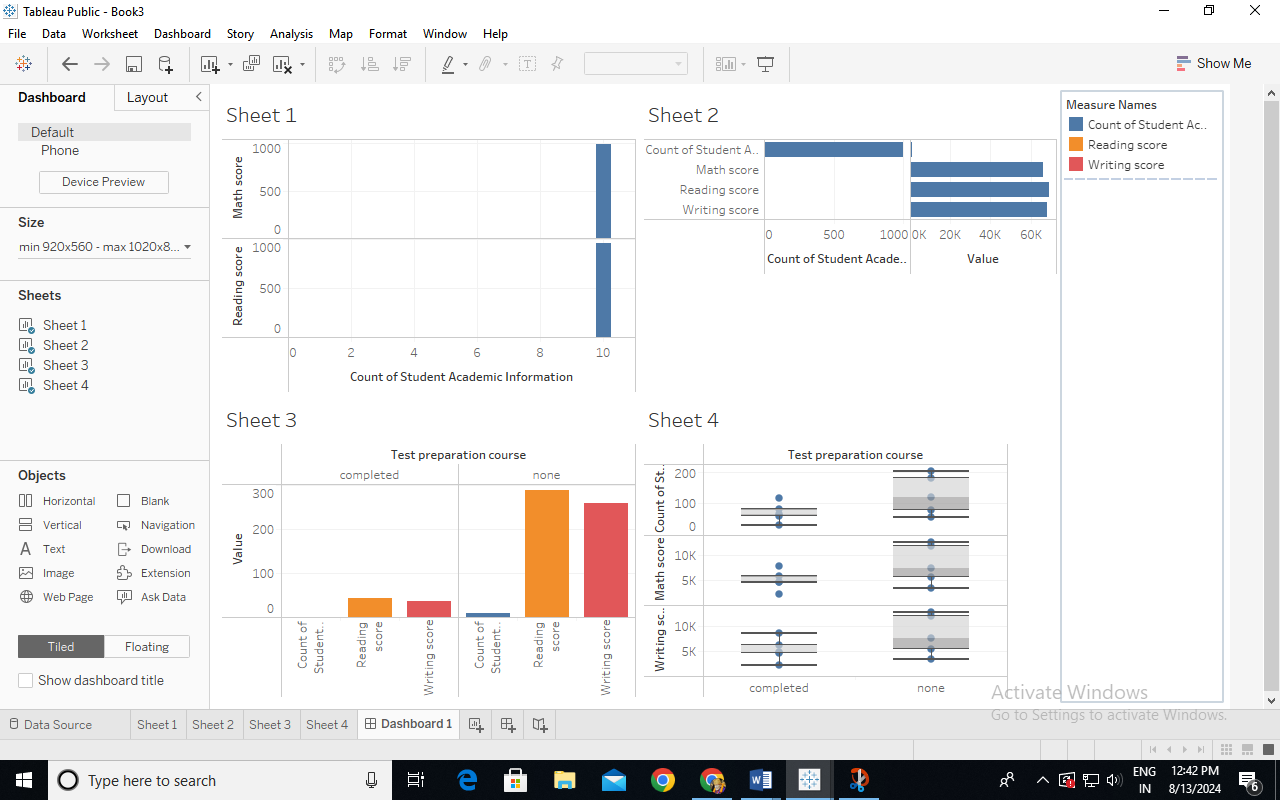 Tableau Public - Book3
File Data Worksheet Dashboard Story Analysis Map Format Window Help
Show Me
Dashboard Layout
Default
Phone
Device Preview
Size
min 920x560 - max 1020x8...
Sheets
Sheet 1
Sheet 2
Sheet 3
Sheet 4
Objects
Horizontal Blank
Vertical Navigation
Text Download
Image Extension
Web Page Ask Data
Tiled Floating
Show dashboard title
Sheet 1
Math score
1000
500
0
Reading score
1000
500
0
0 2 4 6 8 10
Count of Student Academic Information
Sheet 2
Count of Student A..
Math score
Reading score
Writing score
0 500 1000 0K 20K 40K 60K
Count of Student Acade.. Value
Measure Names
Count of Student Ac..
Reading score
Writing score
Sheet 3
Test preparation course
completed none
Value
300
200
100
0
Count of Student..
Reading score
Writing score
Count of Student..
Reading score
Writing score
Sheet 4
Test preparation course
Count of St..
200
100
0
Math score
10K
5K
Writing sc..
10K
5K
completed none
Activate Windows
Go to Settings to activate Windows.
Data Source Sheet 1 Sheet 2 Sheet 3 Sheet 4 Dashboard 1
Type here to search
W
ENG
IN
12:42 PM
8/13/2024
6